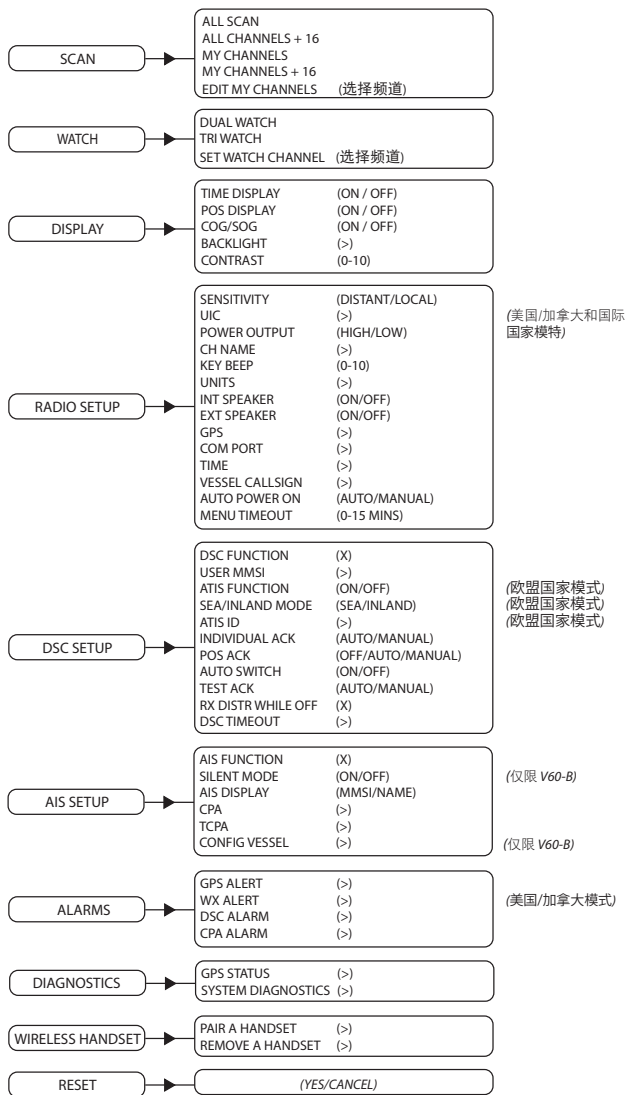 SCAN
ALL SCAN
ALL CHANNELS + 16
MY CHANNELS
MY CHANNELS + 16
EDIT MY CHANNELS (选择频道)
WATCH
DUAL WATCH
TRI WATCH
SET WATCH CHANNEL (选择频道)
DISPLAY
TIME DISPLAY (ON / OFF)
POS DISPLAY (ON / OFF)
COG/SOG (ON / OFF)
BACKLIGHT (>)
CONTRAST (0-10)
RADIO SETUP
SENSITIVITY (DISTANT/LOCAL)
UIC (>) (美国/加拿大和国际
POWER OUTPUT (HIGH/LOW) 国家模特)
CH NAME (>)
KEY BEEP (0-10)
UNITS (>)
INT SPEAKER (ON/OFF)
EXT SPEAKER (ON/OFF)
GPS (>)
COM PORT (>)
TIME (>)
VESSEL CALLSIGN (>)
AUTO POWER ON (AUTO/MANUAL)
MENU TIMEOUT (0-15 MINS)
DSC SETUP
DSC FUNCTION (X)
USER MMSI (>)
ATIS FUNCTION (ON/OFF) (欧盟国家模式)
SEA/INLAND MODE (SEA/INLAND) (欧盟国家模式)
ATIS ID (>) (欧盟国家模式)
INDIVIDUAL ACK (AUTO/MANUAL)
POS ACK (OFF/AUTO/MANUAL)
AUTO SWITCH (ON/OFF)
TEST ACK (AUTO/MANUAL)
RX DISTR WHILE OFF (X)
DSC TIMEOUT (>)
AIS SETUP
AIS FUNCTION (X)
SILENT MODE (ON/OFF) (仅限 V60-B)
AIS DISPLAY (MMSI/NAME)
CPA (>)
TCPA (>)
CONFIG VESSEL (>) (仅限 V60-B)
ALARMS
GPS ALERT (>)
WX ALERT (>) (美国/加拿大模式)
DSC ALARM (>)
CPA ALARM (>)
DIAGNOSTICS
GPS STATUS (>)
SYSTEM DIAGNOSTICS (>)
WIRELESS HANDSET
PAIR A HANDSET (>)
REMOVE A HANDSET (>)
RESET
(YES/CANCEL)